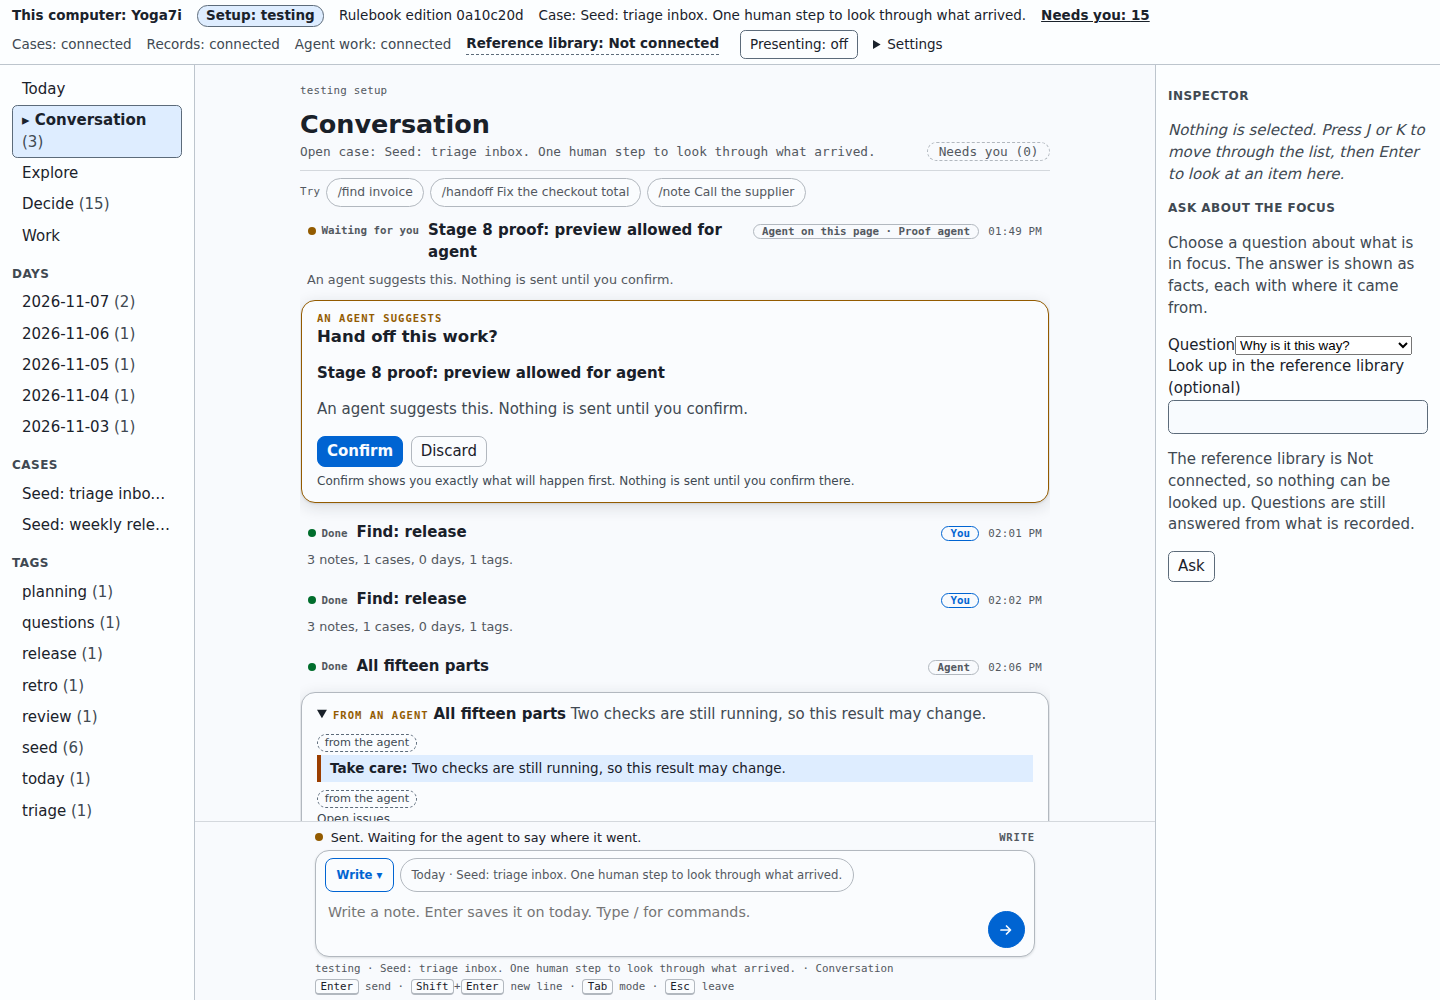 This computer: Yoga7i Setup: testing Rulebook edition 0a10c20d Case: Seed: triage inbox. One human step to look through what arrived. Needs you: 15
Cases: connected Records: connected Agent work: connected Reference library: Not connected Presenting: off ▶ Settings
Today
▸ Conversation
(3)
Explore
Decide (15)
Work
DAYS
2026-11-07 (2)
2026-11-06 (1)
2026-11-05 (1)
2026-11-04 (1)
2026-11-03 (1)
CASES
Seed: triage inbo…
Seed: weekly rele…
TAGS
planning (1)
questions (1)
release (1)
retro (1)
review (1)
seed (6)
today (1)
triage (1)
testing setup
Conversation
Open case: Seed: triage inbox. One human step to look through what arrived. Needs you (0)
Try /find invoice /handoff Fix the checkout total /note Call the supplier
Waiting for you Stage 8 proof: preview allowed for agent Agent on this page · Proof agent 01:49 PM
An agent suggests this. Nothing is sent until you confirm.
AN AGENT SUGGESTS
Hand off this work?
Stage 8 proof: preview allowed for agent
An agent suggests this. Nothing is sent until you confirm.
Confirm Discard
Confirm shows you exactly what will happen first. Nothing is sent until you confirm there.
Done Find: release You 02:01 PM
3 notes, 1 cases, 0 days, 1 tags.
Done Find: release You 02:02 PM
3 notes, 1 cases, 0 days, 1 tags.
Done All fifteen parts Agent 02:06 PM
▼ FROM AN AGENT All fifteen parts Two checks are still running, so this result may change.
from the agent
Take care: Two checks are still running, so this result may change.
from the agent
Open issues
Sent. Waiting for the agent to say where it went. WRITE
Write ▾ Today · Seed: triage inbox. One human step to look through what arrived.
Write a note. Enter saves it on today. Type / for commands.
testing · Seed: triage inbox. One human step to look through what arrived. · Conversation
Enter send · Shift+Enter new line · Tab mode · Esc leave
INSPECTOR
Nothing is selected. Press J or K to
move through the list, then Enter
to look at an item here.
ASK ABOUT THE FOCUS
Choose a question about what is
in focus. The answer is shown as
facts, each with where it came
from.
Question Why is it this way?
Look up in the reference library
(optional)
The reference library is Not
connected, so nothing can be
looked up. Questions are still
answered from what is recorded.
Ask